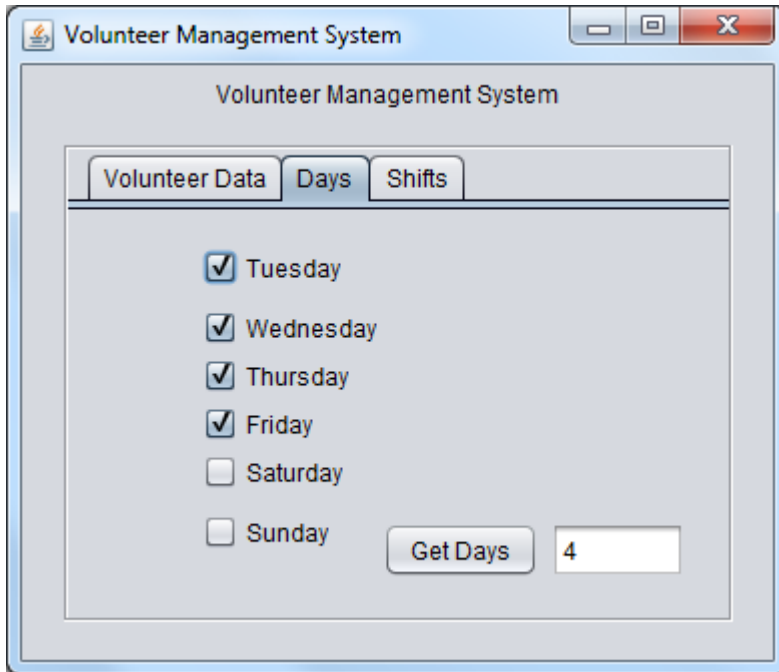 Volunteer Management System
Volunteer Management System
Volunteer Data Days Shifts
Tuesday
Wednesday
Thursday
Friday
Saturday
Sunday
Get Days 4